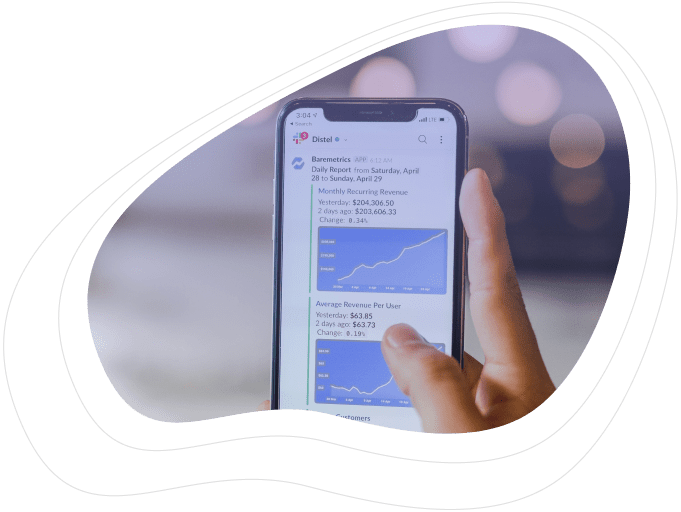 3:04
Search
LTE
3
Distel
Baremetrics APP 4:12 AM
Daily Report from Saturday, April
28 to Sunday, April 29
Monthly Recurring Revenue
Yesterday: $204,306.50
2 days ago: $203,606.33
Change: 0.34%
Average Revenue Per User
Yesterday: $63.85
2 days ago: $63.73
Change: 0.19%
Customers